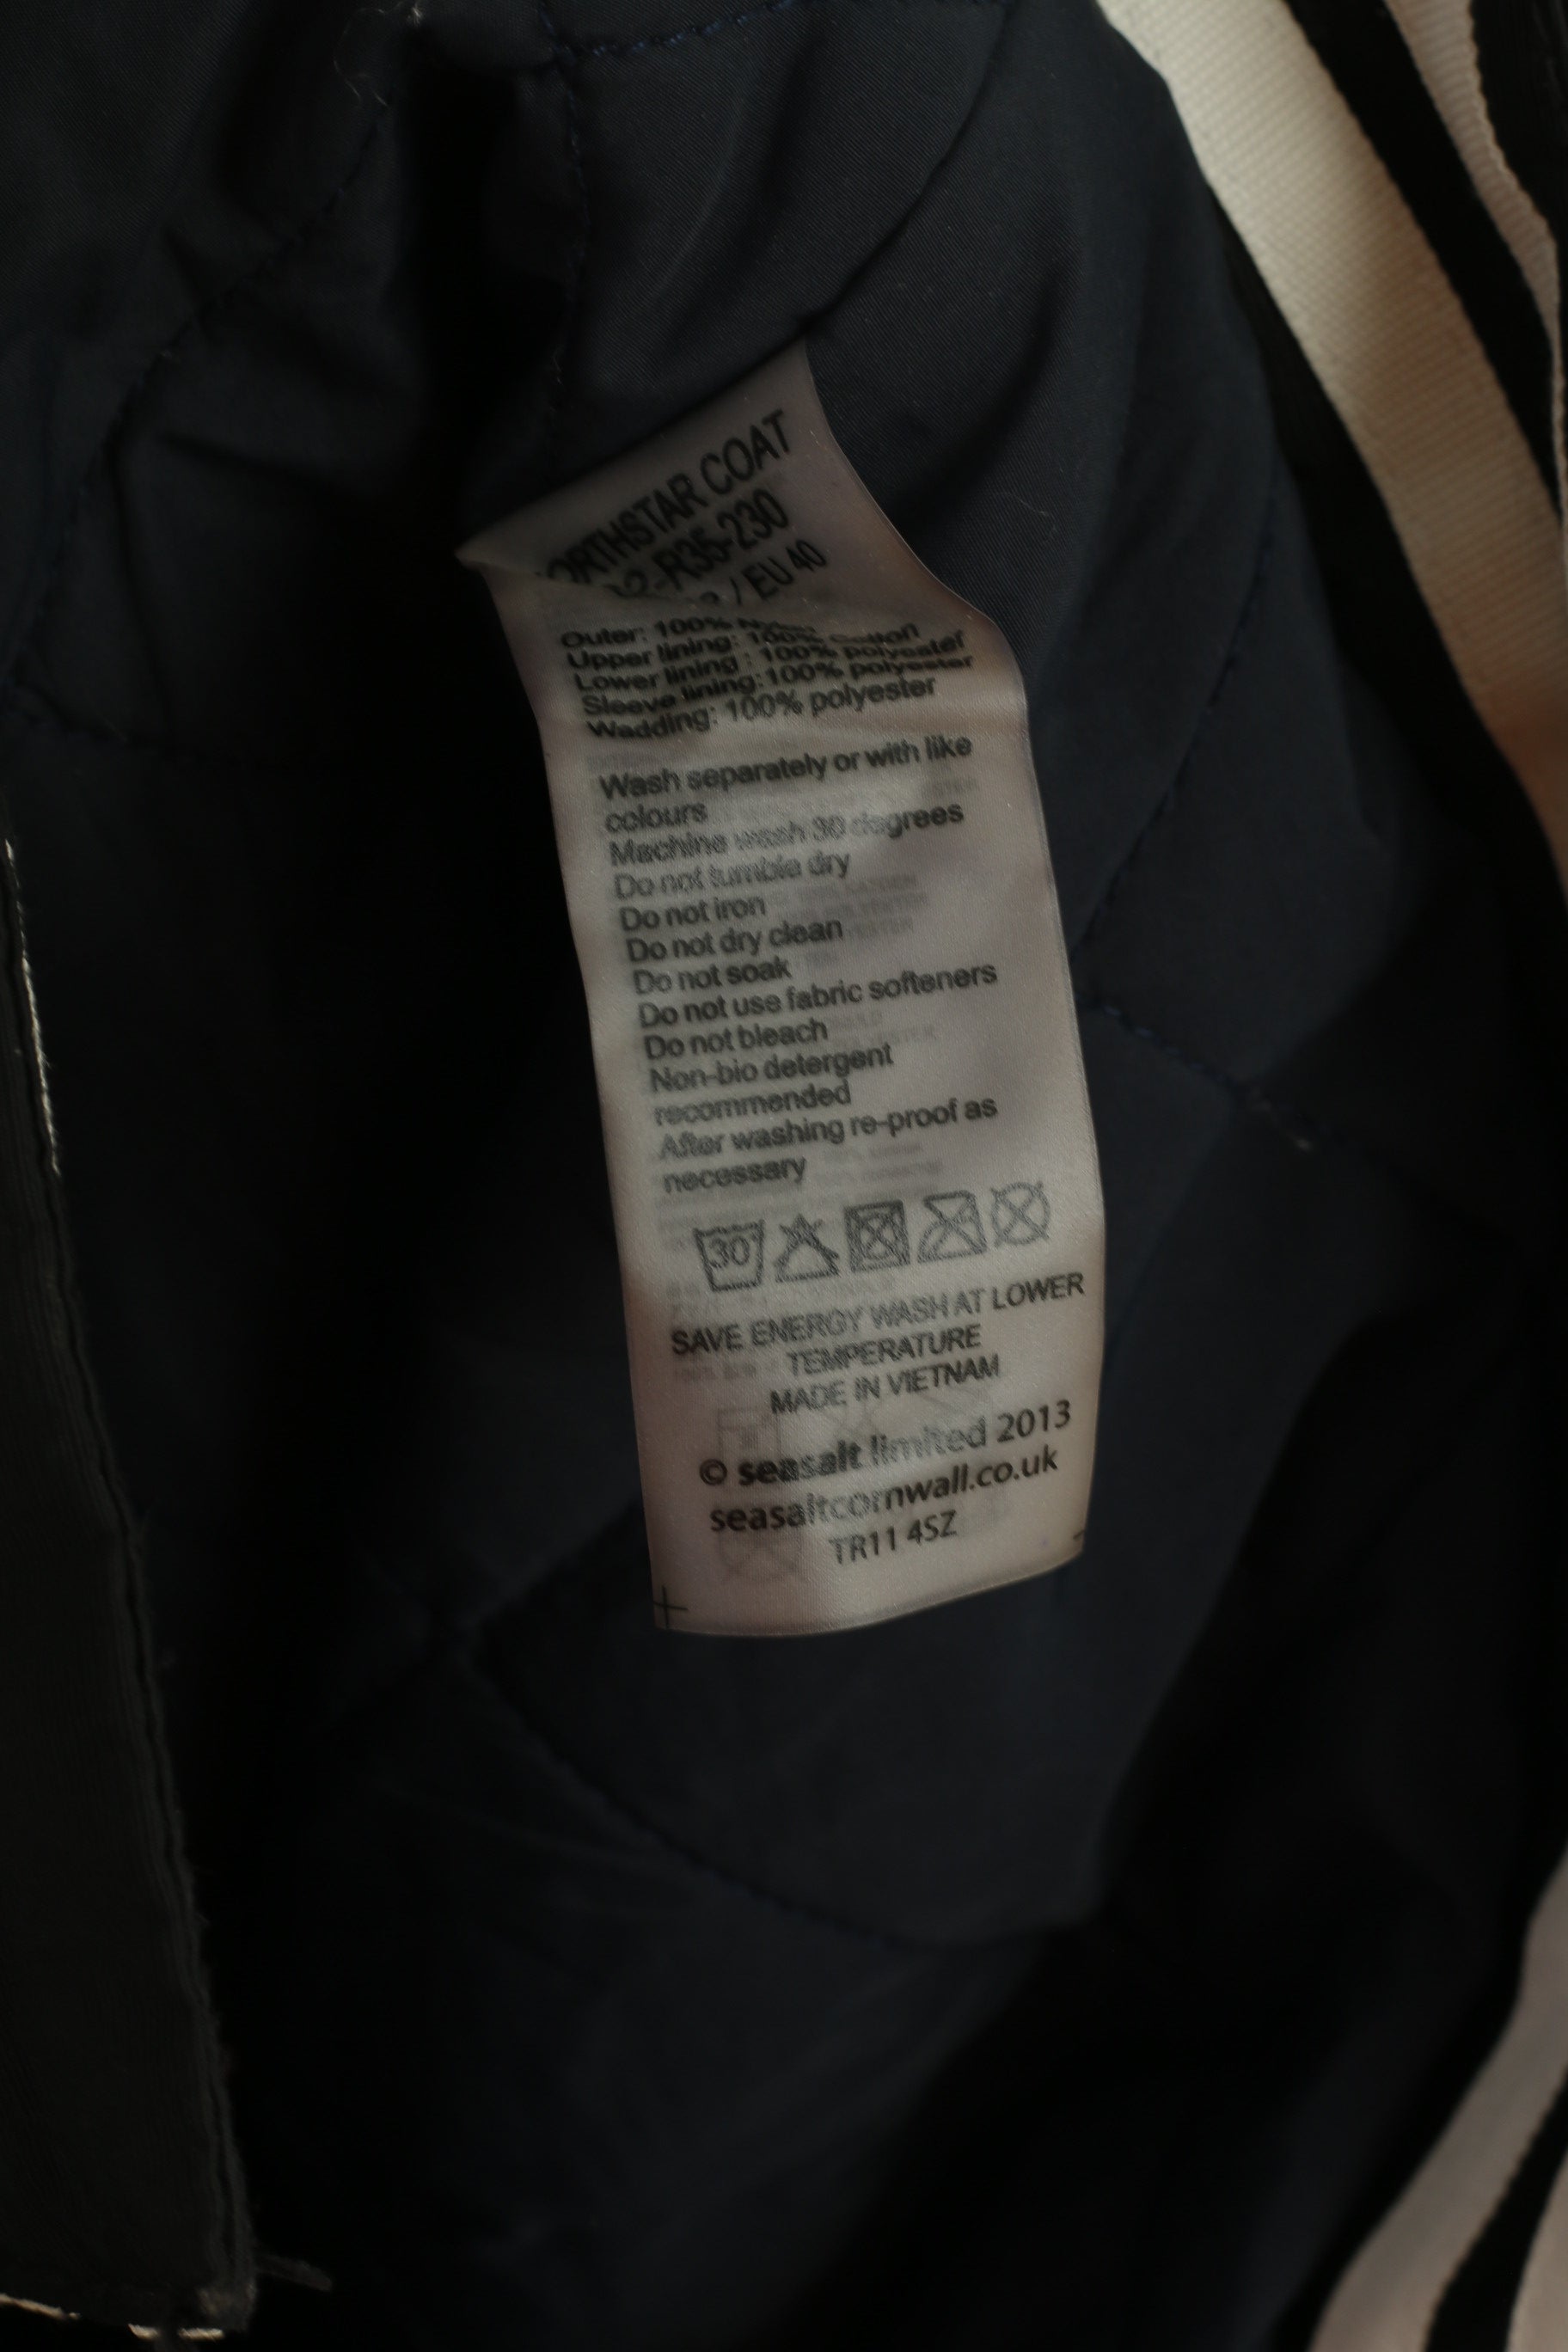 ORTHSTAR COAT
2-R35-230
/ EU 40
Outer: 100%
Upper lining: 100% cotton
Lower lining : 100% polyester
Sleeve lining:100% polyester
Wadding: 100% polyester
Wash separately or with like
colours
Machine wash 30 degrees
Do not tumble dry
Do not iron
Do not dry clean
Do not soak
Do not use fabric softeners
Do not bleach
Non-bio detergent
recommended
After washing re-proof as
necessary
30
SAVE ENERGY WASH AT LOWER
TEMPERATURE
MADE IN VIETNAM
© seasalt limited 2013
seasaltcornwall.co.uk
TR11 4SZ